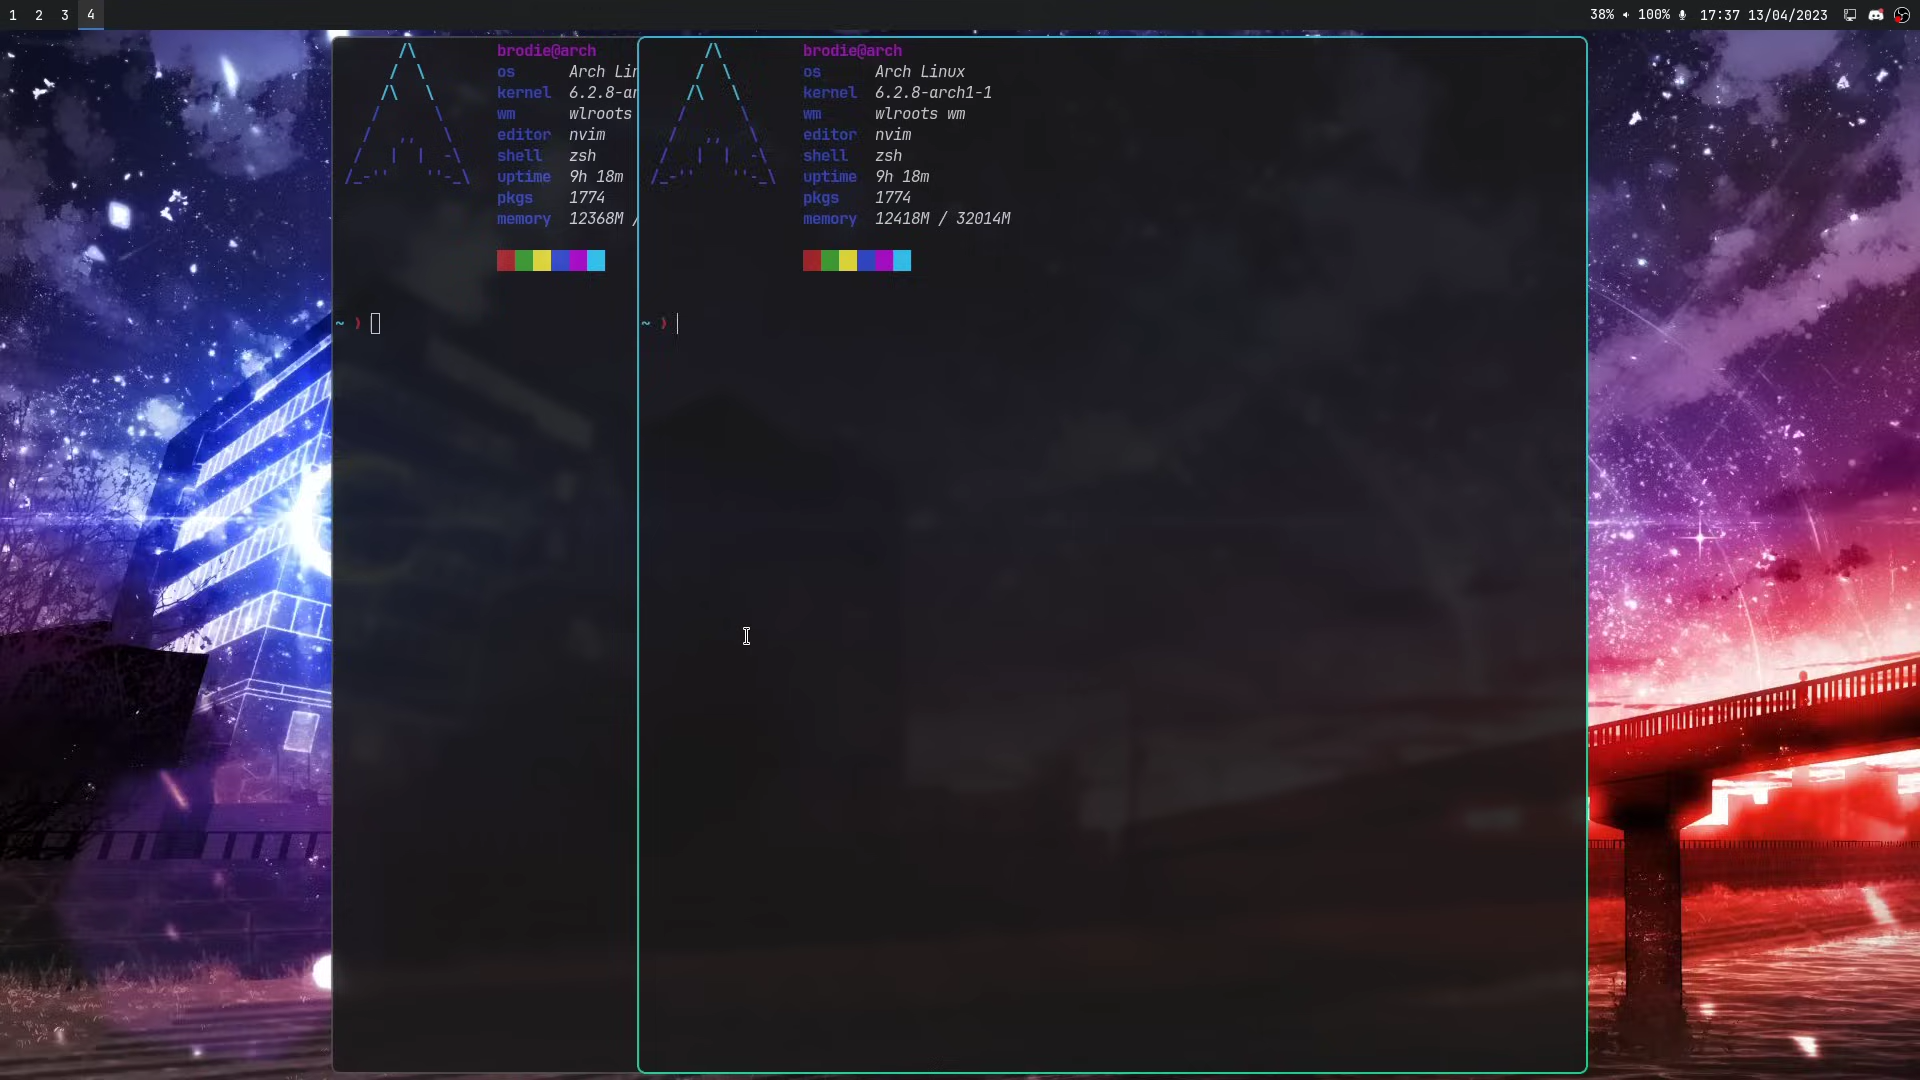 1 2 3 4
38% 100% 17:37 13/04/2023
brodie@arch
os Arch Lin
kernel 6.2.8-ar
wm wlroots
editor nvim
shell zsh
uptime 9h 18m
pkgs 1774
memory 12368M /
~ ❯
brodie@arch
os Arch Linux
kernel 6.2.8-arch1-1
wm wlroots wm
editor nvim
shell zsh
uptime 9h 18m
pkgs 1774
memory 12418M / 32014M
~ ❯